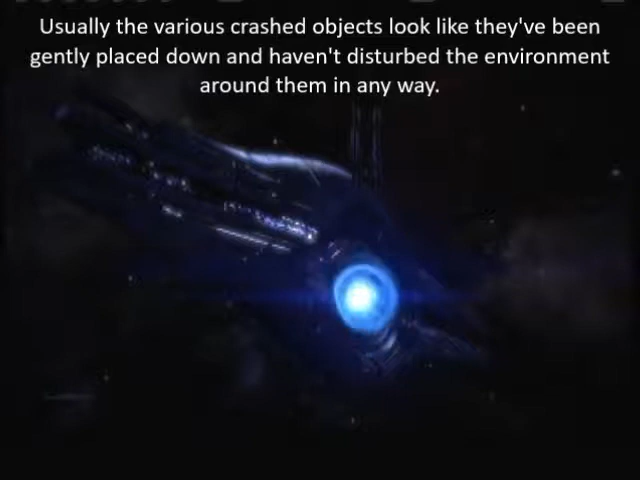 Usually the various crashed objects look like they've been
gently placed down and haven't disturbed the environment
around them in any way.